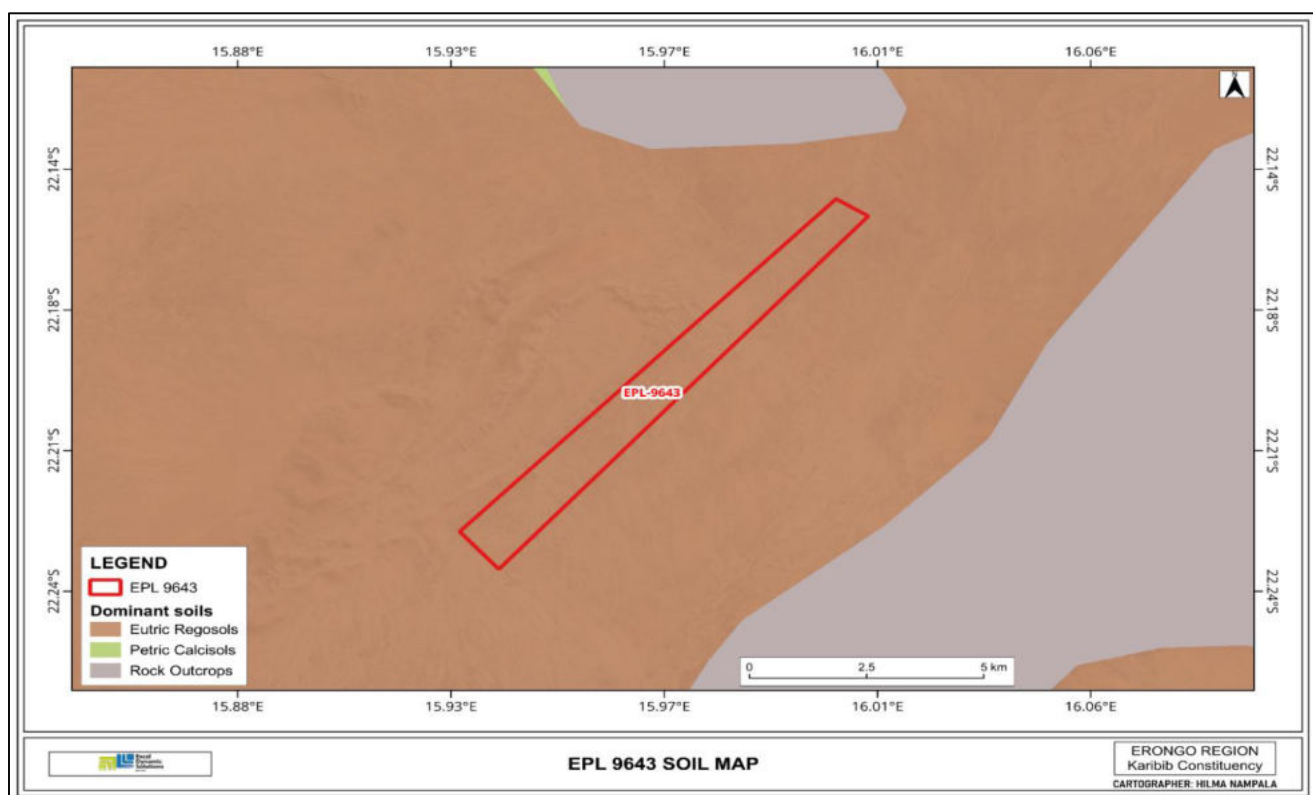 15.88°E 15.93°E 15.97°E 16.01°E 16.06°E
N
22.14°S 22.14°S
22.18°S 22.18°S
EPL-9643
22.21°S 22.21°S
22.24°S 22.24°S
LEGEND
EPL 9643
Dominant soils
Eutric Regosols
Petric Calcisols
Rock Outcrops
0 2.5 5 km
15.88°E 15.93°E 15.97°E 16.01°E 16.06°E
Excel
Dynamic
Solutions
EPL 9643 SOIL MAP
ERONGO REGION
Karibib Constituency
CARTOGRAPHER: HILMA NAMPALA